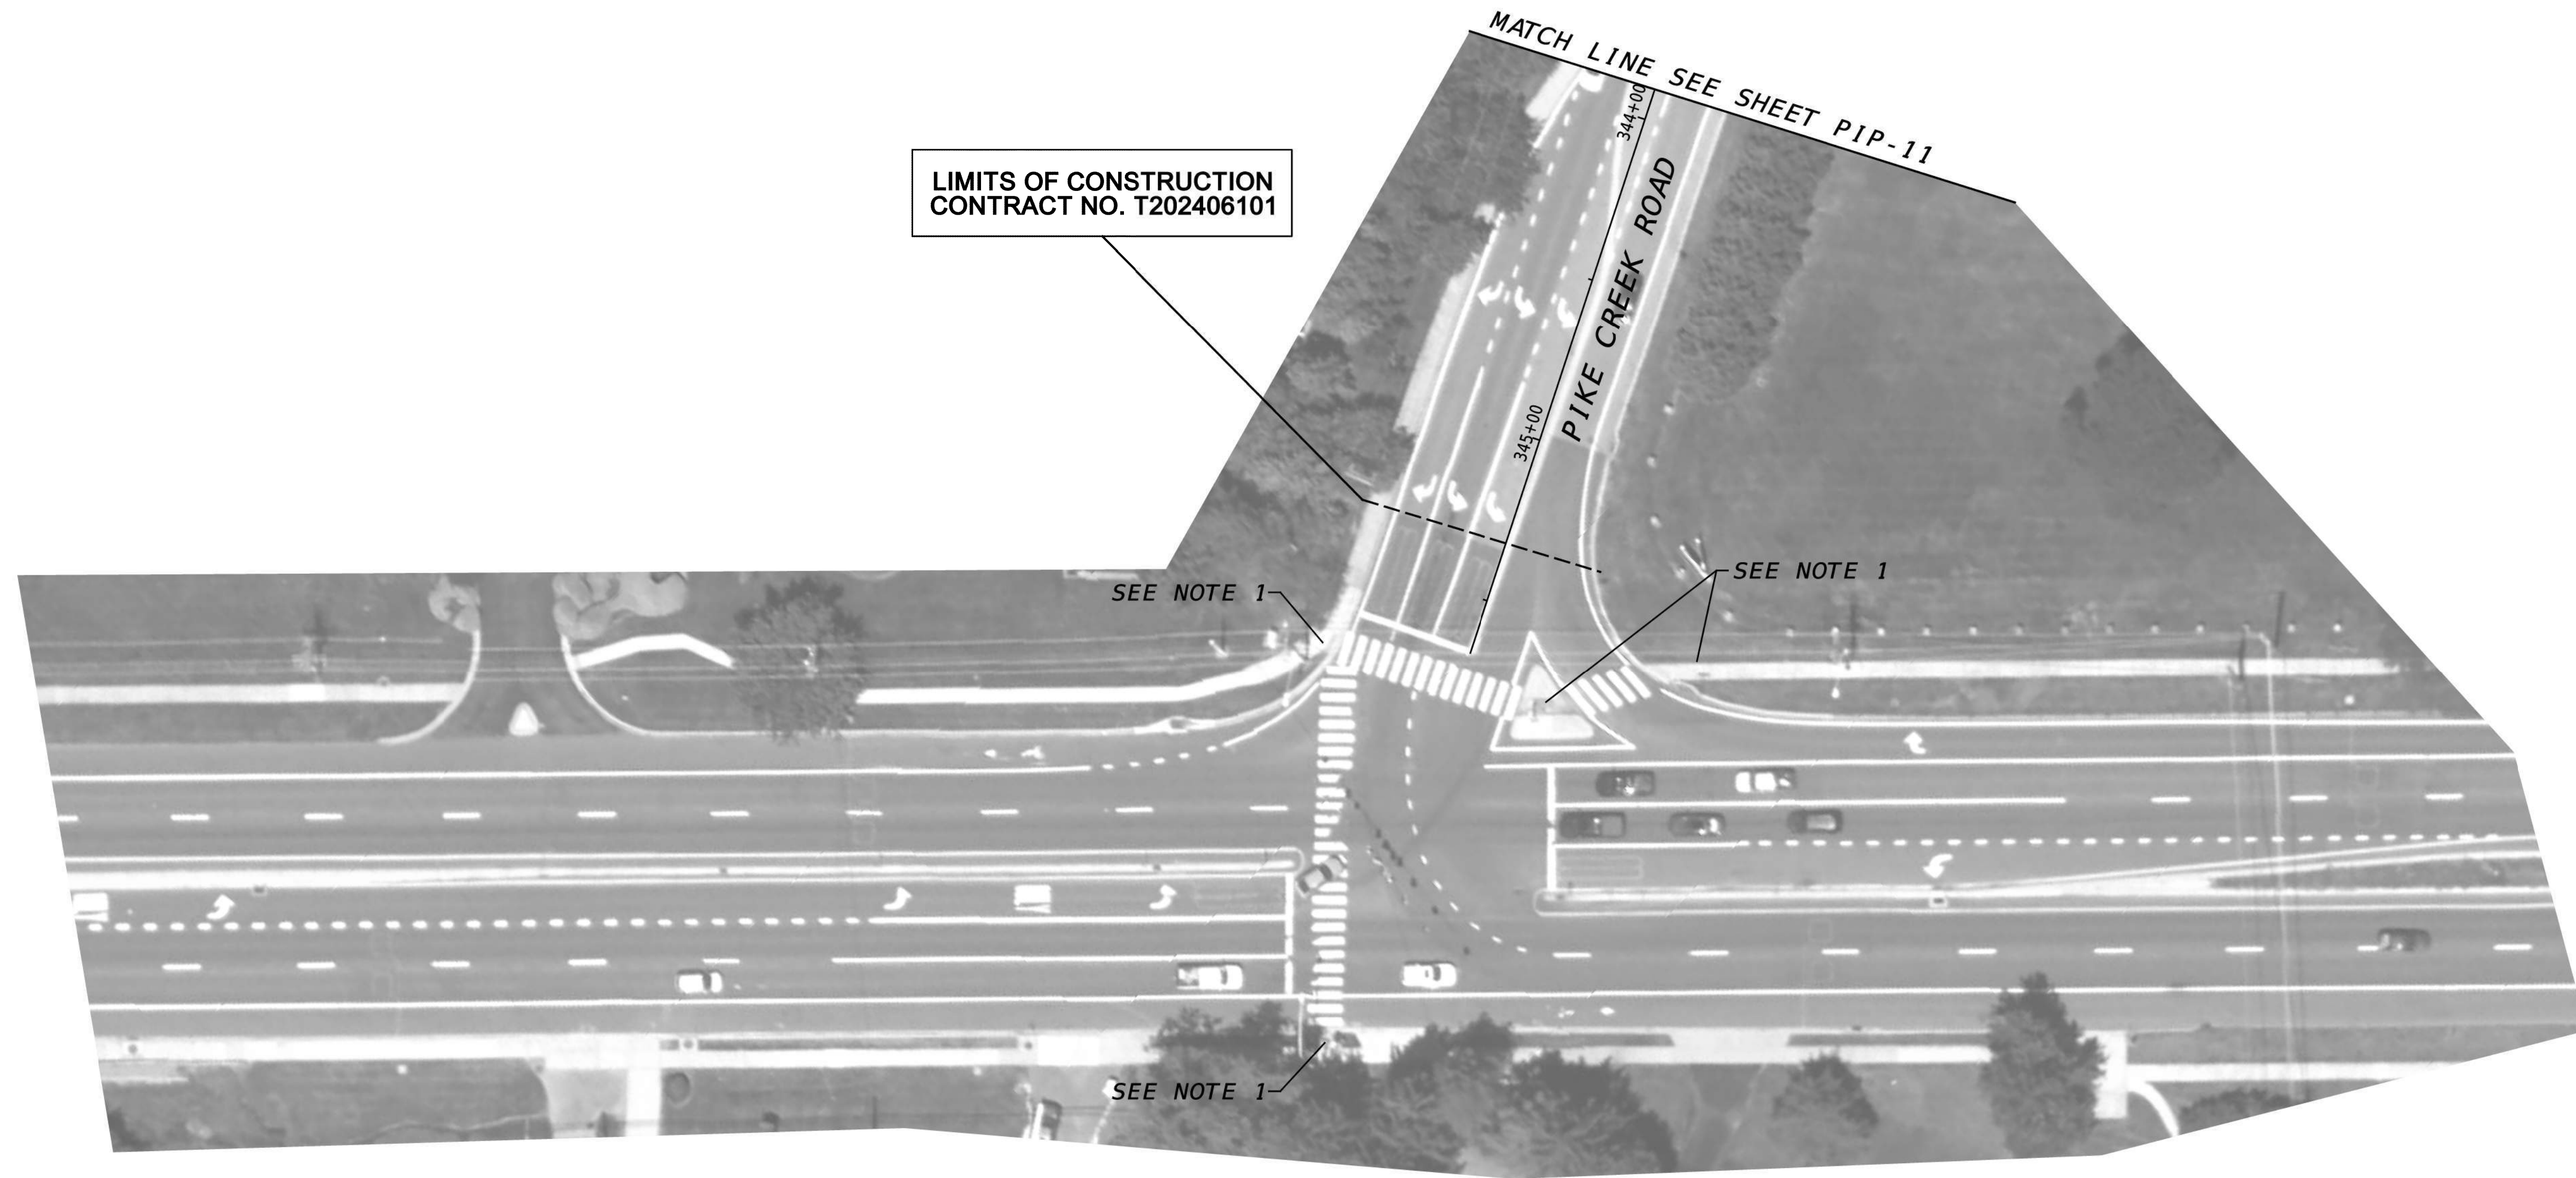 MATCH LINE SEE SHEET PIP-11
344+00
LIMITS OF CONSTRUCTION
CONTRACT NO. T202406101
PIKE CREEK ROAD
345+00
SEE NOTE 1
SEE NOTE 1
SEE NOTE 1